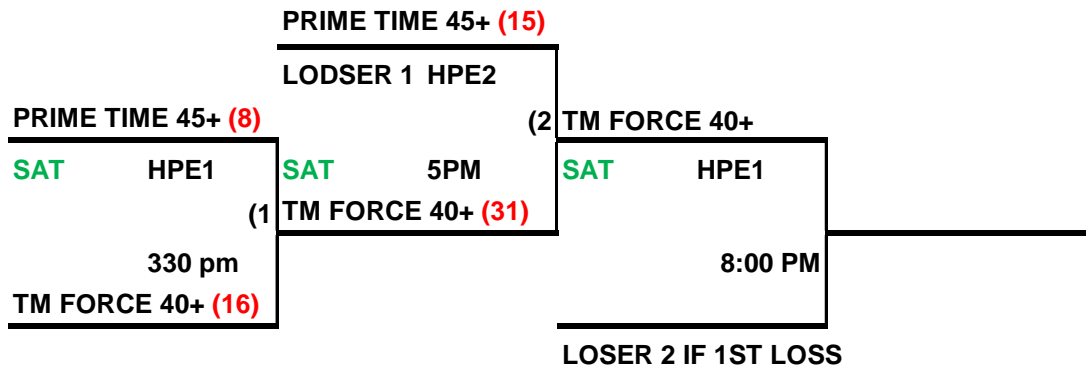 PRIME TIME 45+ (15)
LODSER 1 HPE2
PRIME TIME 45+ (8)
(2 TM FORCE 40+
SAT HPE1 SAT 5PM SAT HPE1
(1 TM FORCE 40+ (31)
330 pm 8:00 PM
TM FORCE 40+ (16)
LOSER 2 IF 1ST LOSS